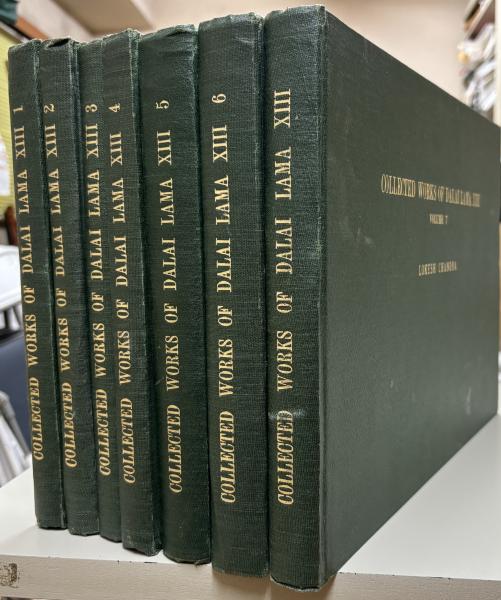 COLLECTED WORKS OF DALAI LAMA XIII 1
COLLECTED WORKS OF DALAI LAMA XIII 2
COLLECTED WORKS OF DALAI LAMA XIII 3
COLLECTED WORKS OF DALAI LAMA XIII 4
COLLECTED WORKS OF DALAI LAMA XIII 5
COLLECTED WORKS OF DALAI LAMA XIII 6
COLLECTED WORKS OF DALAI LAMA XIII
COLLECTED WORKS OF DALAI LAMA XIII
VOLUME 7
LOKESH CHANDRA